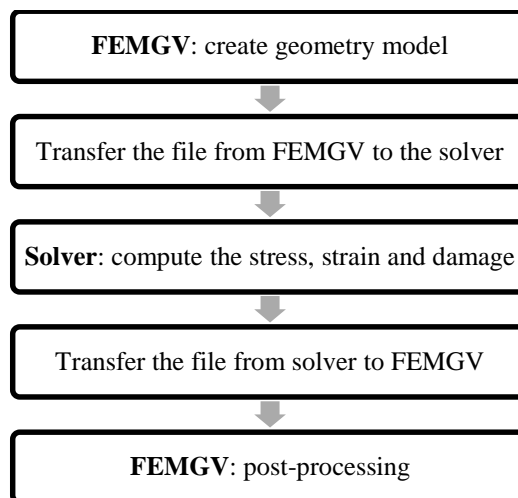 FEMGV: create geometry model
Transfer the file from FEMGV to the solver
Solver: compute the stress, strain and damage
Transfer the file from solver to FEMGV
FEMGV: post-processing